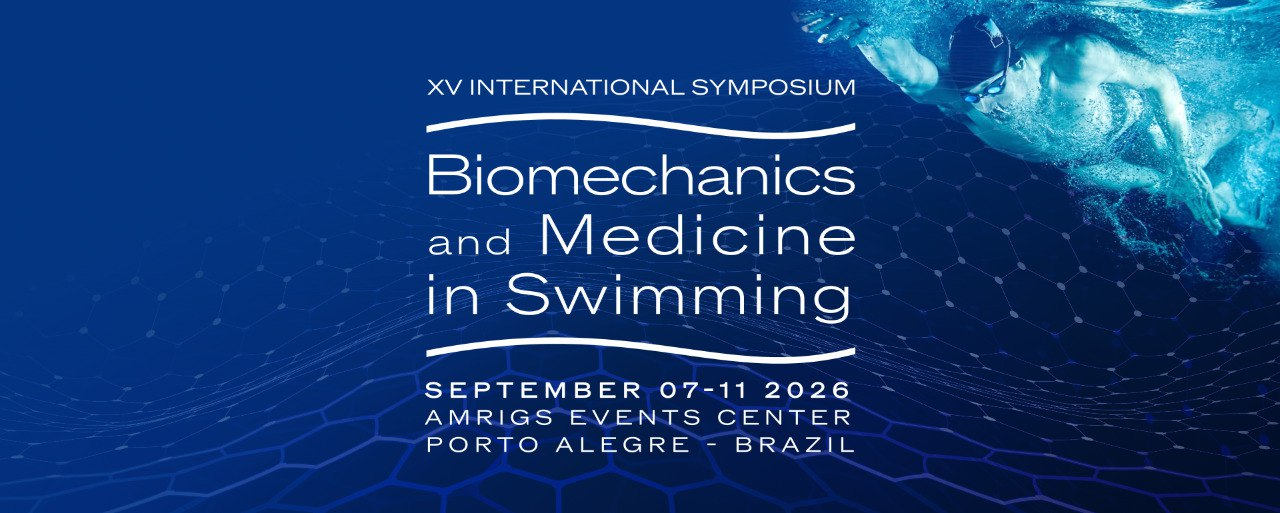 XV INTERNATIONAL SYMPOSIUM
Biomechanics
and Medicine
in Swimming
SEPTEMBER 07-11 2026
AMRIGS EVENTS CENTER
PORTO ALEGRE - BRAZIL